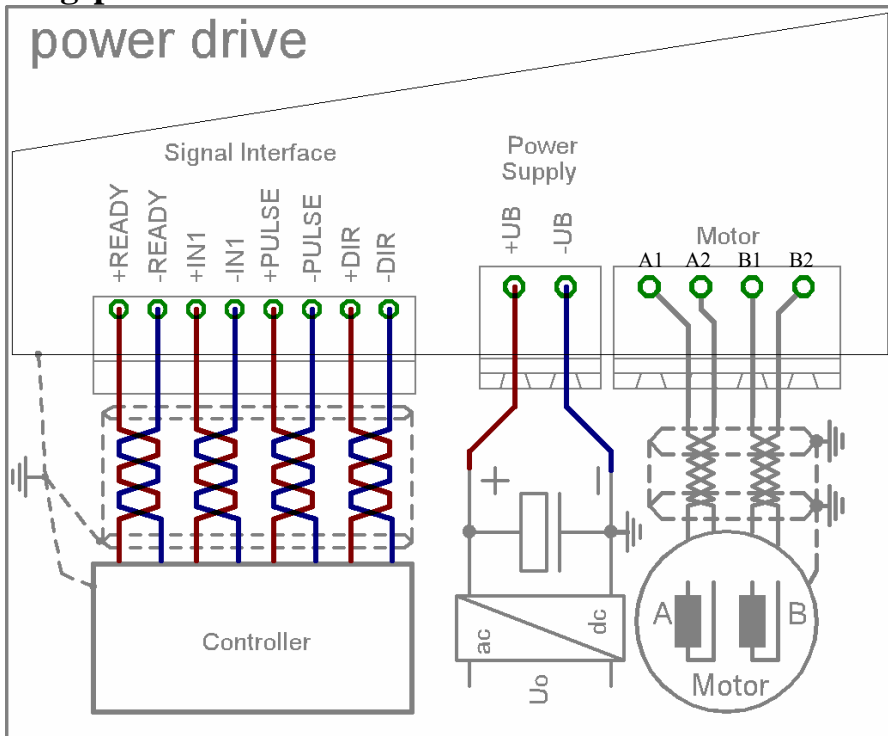 power drive
Signal Interface
Power
Supply
+READY
-READY
+IN1
-IN1
+PULSE
-PULSE
+DIR
-DIR
+UB
-UB
Motor
A1 A2 B1 B2
+ −
ac
dc
Uo
Controller
A B
Motor